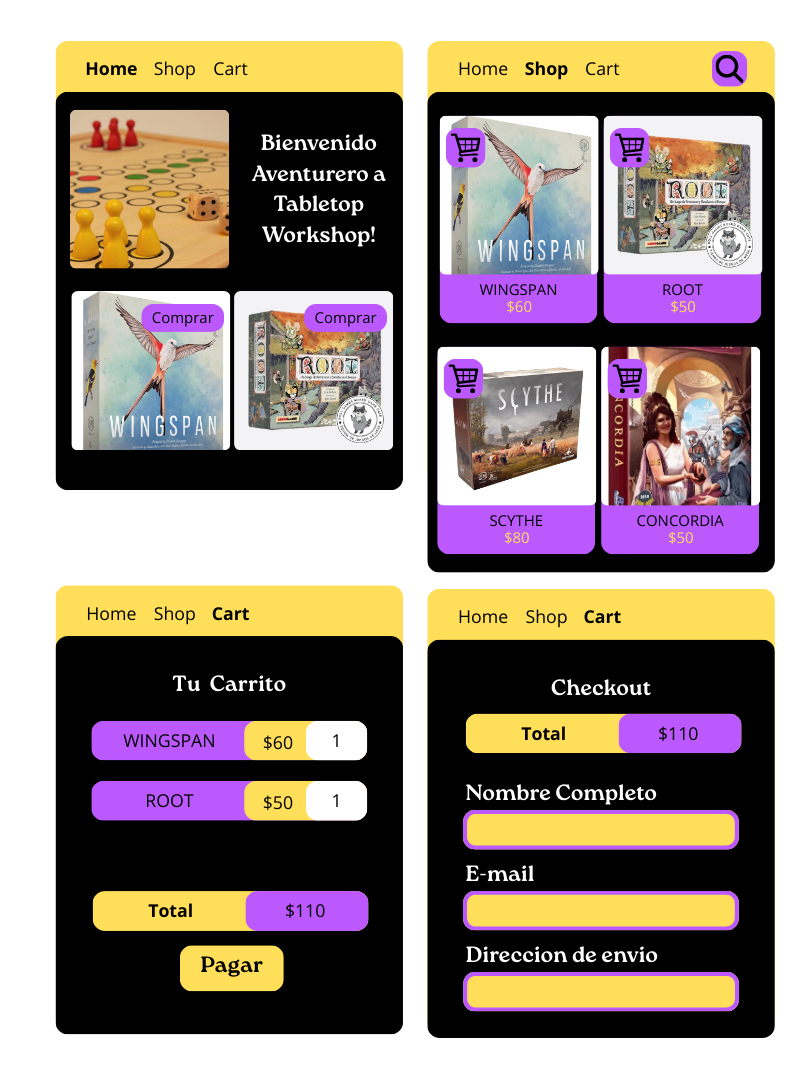 Home Shop Cart
Bienvenido
Aventurero a
Tabletop
Workshop!
Comprar
WINGSPAN
Comprar
ROOT
Home Shop Cart
WINGSPAN
ROOT
WINGSPAN
$60
ROOT
$50
SCYTHE
CONCORDIA
SCYTHE
$80
CONCORDIA
$50
Home Shop Cart
Tu Carrito
WINGSPAN $60 1
ROOT $50 1
Total $110
Pagar
Home Shop Cart
Checkout
Total $110
Nombre Completo
E-mail
Direccion de envio